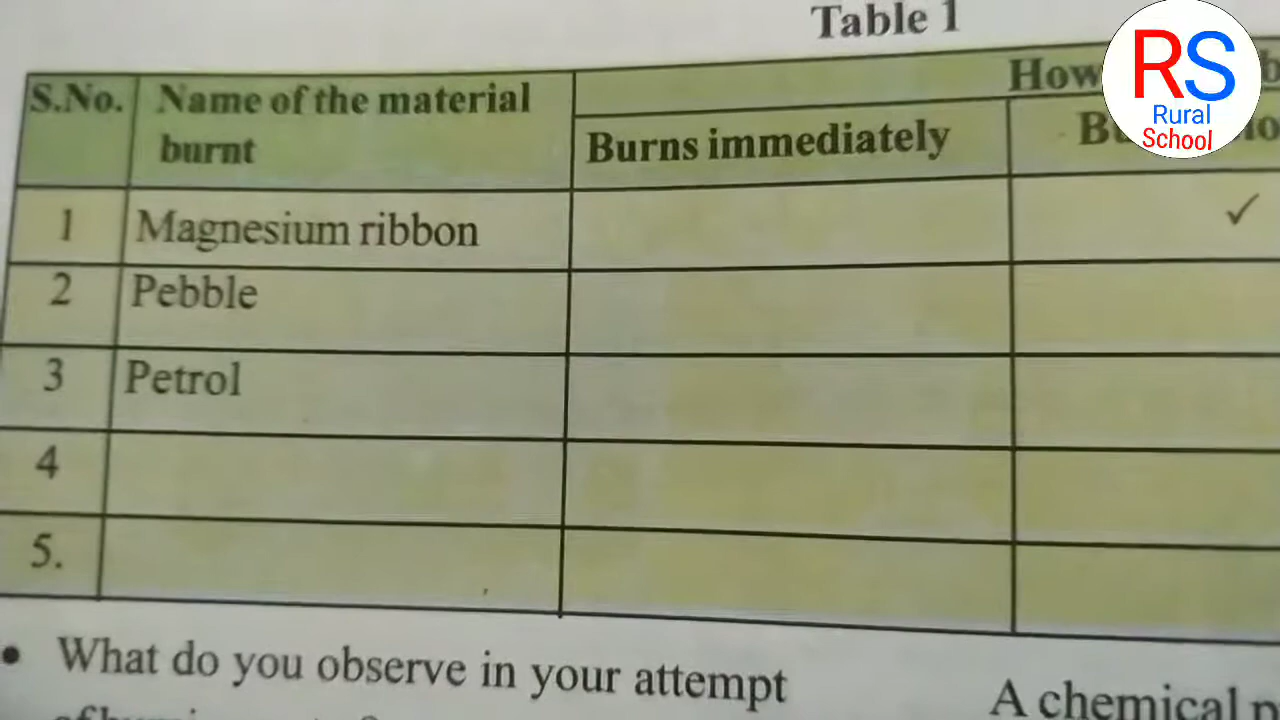 Table 1
S.No.
Name of the material
burnt
How
Burns immediately
1
Magnesium ribbon
✓
2
Pebble
3
Petrol
4
5.
• What do you observe in your attempt
A chemical
RS
Rural
School